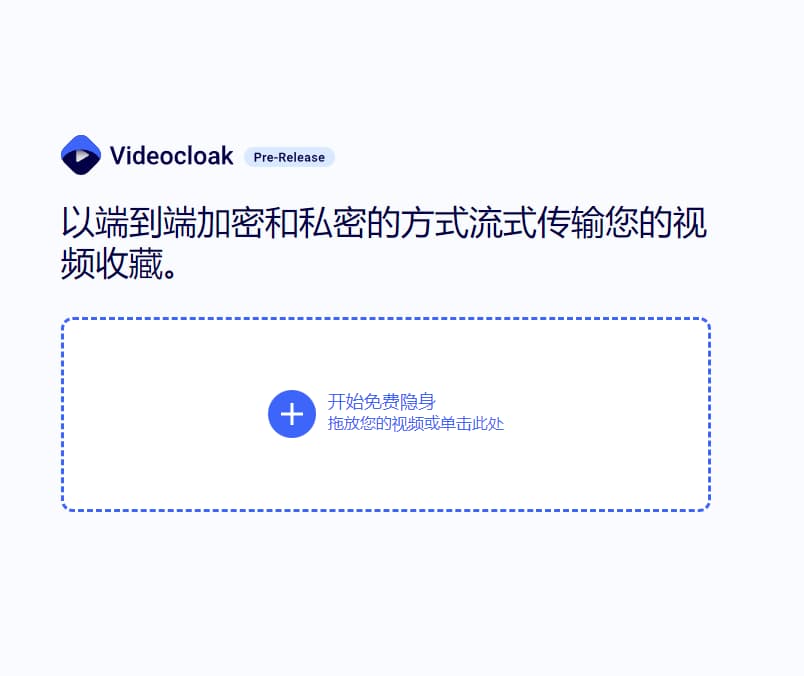 Videocloak
Pre-Release
以端到端加密和私密的方式流式传输您的视
频收藏。
开始免费隐身
拖放您的视频或单击此处